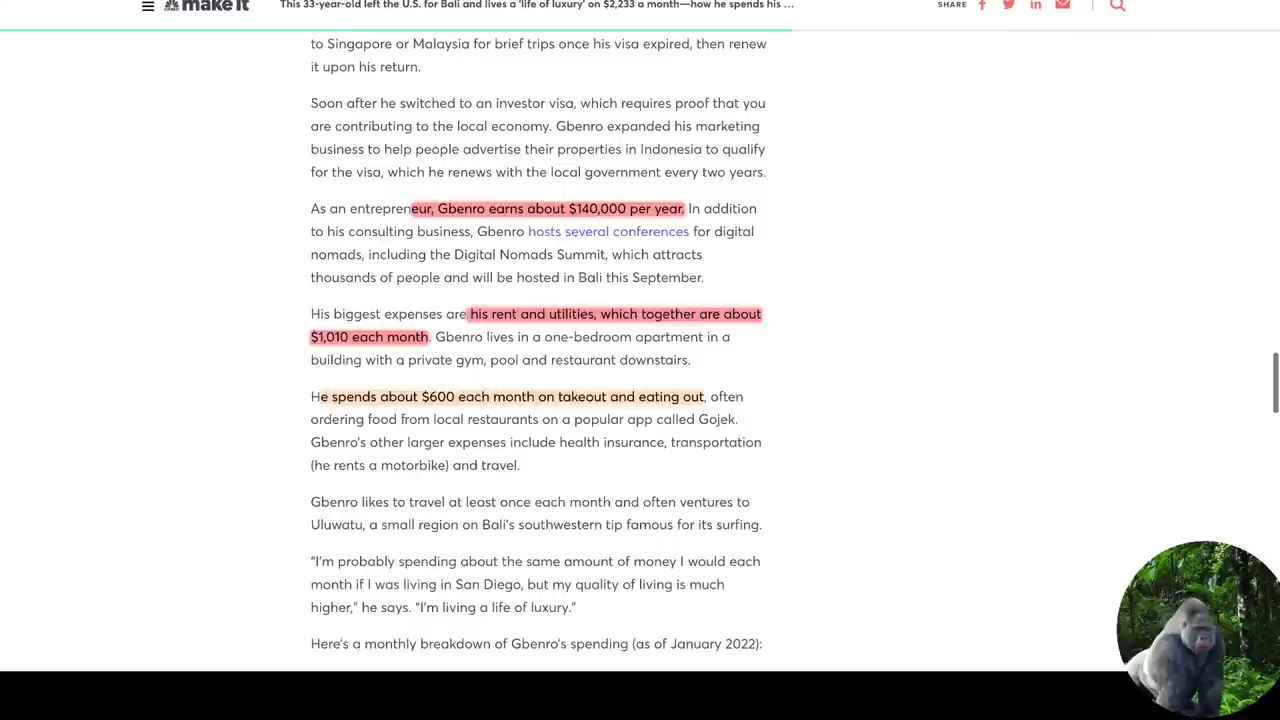 make it This 33-year-old left the U.S. for Bali and lives a 'life of luxury' on $2,233 a month—how he spends his ... SHARE
to Singapore or Malaysia for brief trips once his visa expired, then renew
it upon his return.
Soon after he switched to an investor visa, which requires proof that you
are contributing to the local economy. Gbenro expanded his marketing
business to help people advertise their properties in Indonesia to qualify
for the visa, which he renews with the local government every two years.
As an entrepreneur, Gbenro earns about $140,000 per year. In addition
to his consulting business, Gbenro hosts several conferences for digital
nomads, including the Digital Nomads Summit, which attracts
thousands of people and will be hosted in Bali this September.
His biggest expenses are his rent and utilities, which together are about
$1,010 each month. Gbenro lives in a one-bedroom apartment in a
building with a private gym, pool and restaurant downstairs.
He spends about $600 each month on takeout and eating out, often
ordering food from local restaurants on a popular app called Gojek.
Gbenro's other larger expenses include health insurance, transportation
(he rents a motorbike) and travel.
Gbenro likes to travel at least once each month and often ventures to
Uluwatu, a small region on Bali's southwestern tip famous for its surfing.
“I'm probably spending about the same amount of money I would each
month if I was living in San Diego, but my quality of living is much
higher,” he says. “I'm living a life of luxury.”
Here's a monthly breakdown of Gbenro's spending (as of January 2022):